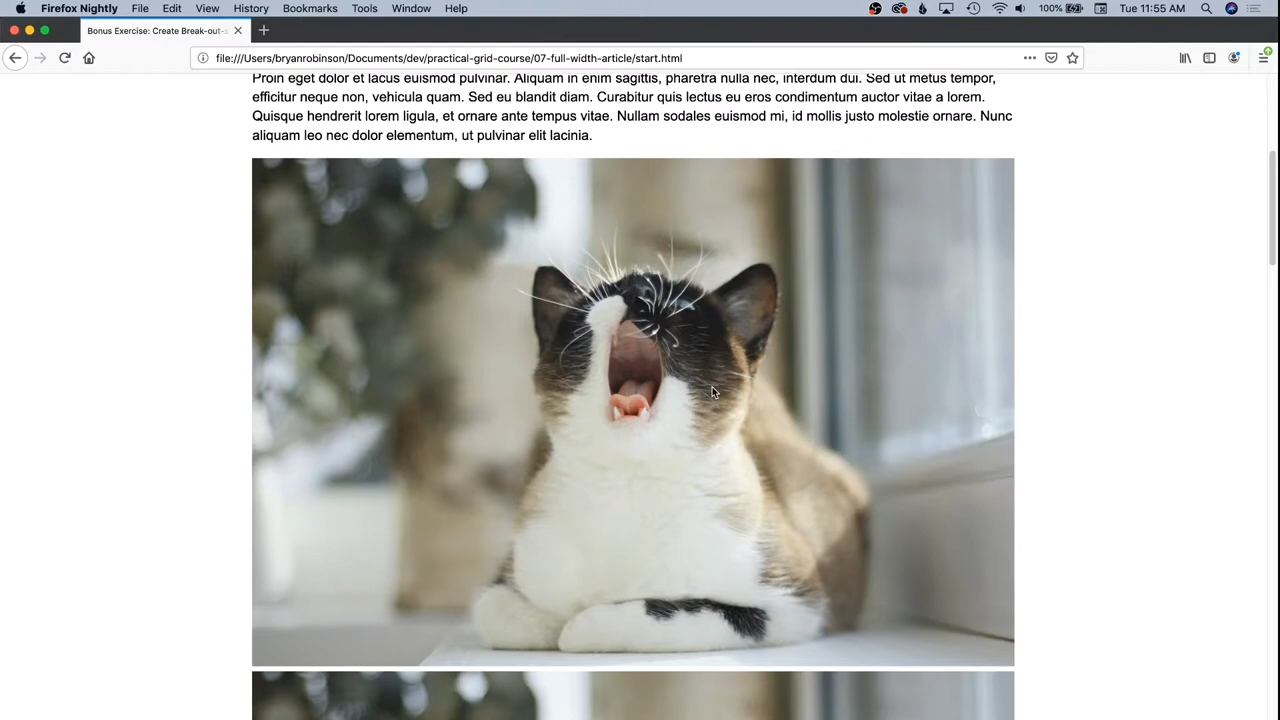 Firefox Nightly File Edit View History Bookmarks Tools Window Help 100% Tue 11:55 AM
Bonus Exercise: Create Break-out-s
file:///Users/bryanrobinson/Documents/dev/practical-grid-course/07-full-width-article/start.html
Proin eget dolor et lacus euismod pulvinar. Aliquam in enim sagittis, pharetra nulla nec, interdum dui. Sed ut metus tempor,
efficitur neque non, vehicula quam. Sed eu blandit diam. Curabitur quis lectus eu eros condimentum auctor vitae a lorem.
Quisque hendrerit lorem ligula, et ornare ante tempus vitae. Nullam sodales euismod mi, id mollis justo molestie ornare. Nunc
aliquam leo nec dolor elementum, ut pulvinar elit lacinia.